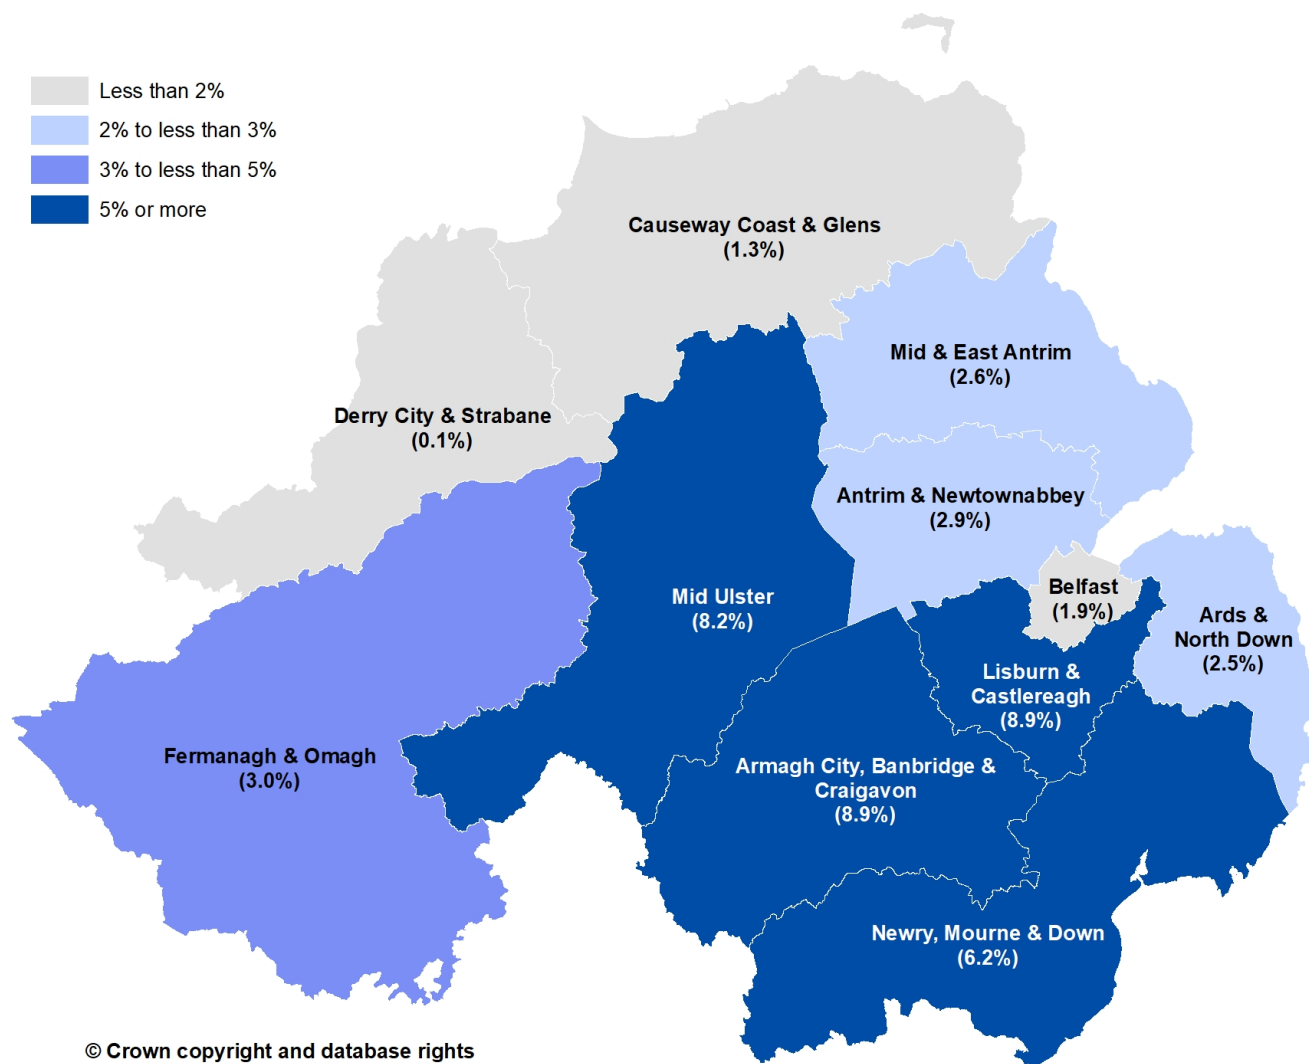 Less than 2%
2% to less than 3%
3% to less than 5%
5% or more
Causeway Coast & Glens
(1.3%)
Mid & East Antrim
(2.6%)
Derry City & Strabane
(0.1%)
Antrim & Newtownabbey
(2.9%)
Belfast
(1.9%)
Mid Ulster
(8.2%)
Ards &
North Down
(2.5%)
Lisburn &
Castlereagh
(8.9%)
Fermanagh & Omagh
(3.0%)
Armagh City, Banbridge &
Craigavon
(8.9%)
Newry, Mourne & Down
(6.2%)
© Crown copyright and database rights